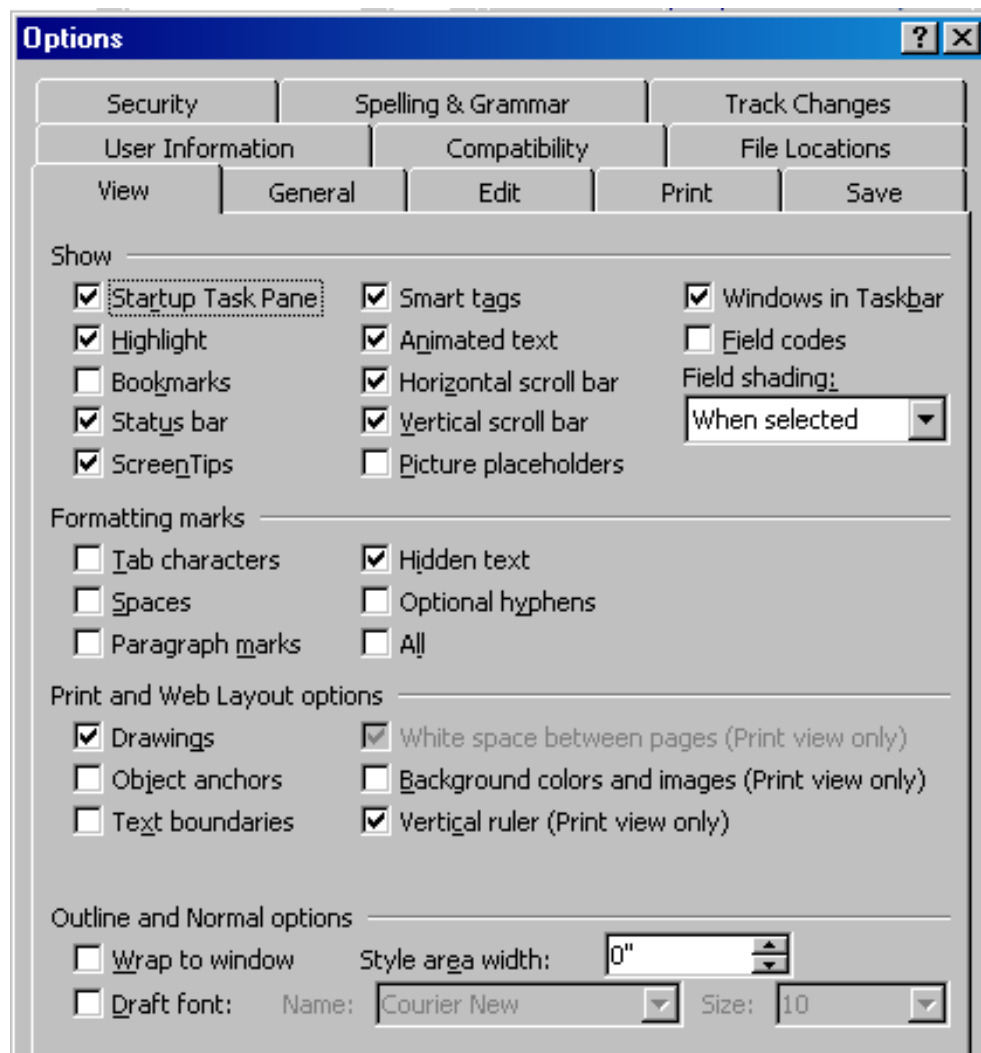 Options
Security Spelling & Grammar Track Changes
User Information Compatibility File Locations
View General Edit Print Save
Show
Startup Task Pane Smart tags Windows in Taskbar
Highlight Animated text Field codes
Bookmarks Horizontal scroll bar Field shading:
Status bar Vertical scroll bar When selected
ScreenTips Picture placeholders
Formatting marks
Tab characters Hidden text
Spaces Optional hyphens
Paragraph marks All
Print and Web Layout options
Drawings White space between pages (Print view only)
Object anchors Background colors and images (Print view only)
Text boundaries Vertical ruler (Print view only)
Outline and Normal options
Wrap to window Style area width: 0"
Draft font: Name: Courier New Size: 10